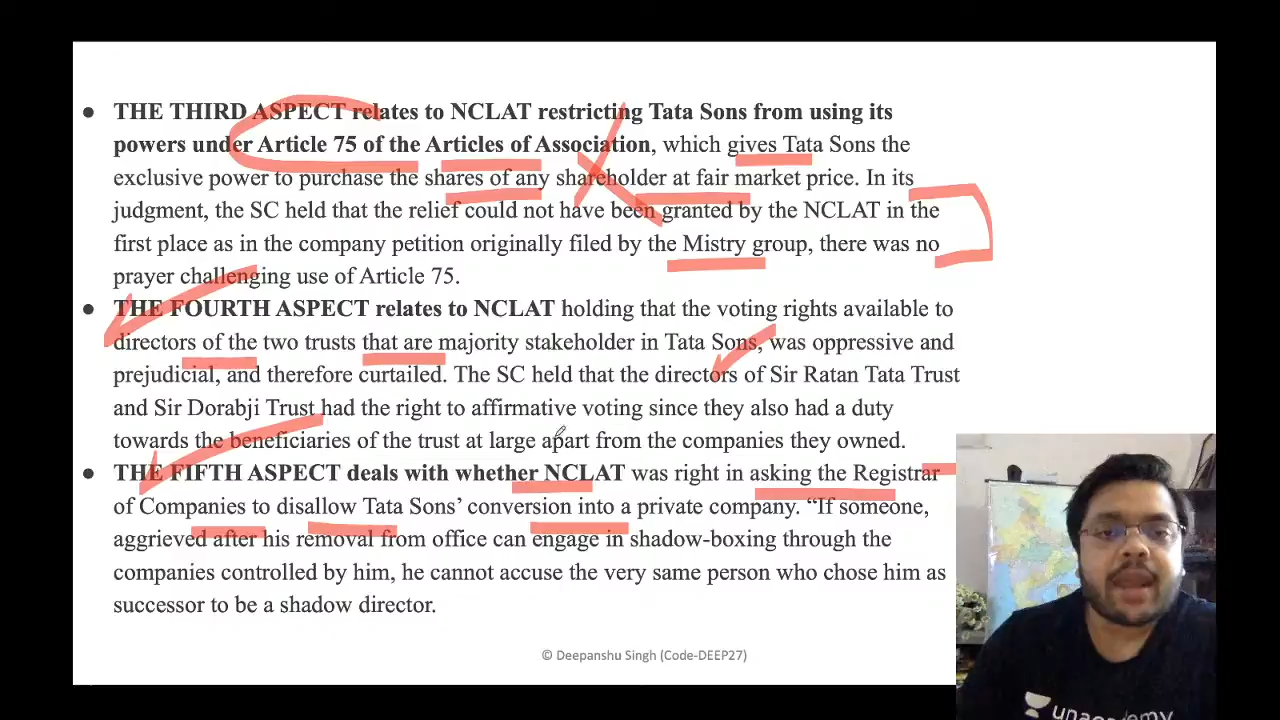 ● THE THIRD ASPECT relates to NCLAT restricting Tata Sons from using its
powers under Article 75 of the Articles of Association, which gives Tata Sons the
exclusive power to purchase the shares of any shareholder at fair market price. In its
judgment, the SC held that the relief could not have been granted by the NCLAT in the
first place as in the company petition originally filed by the Mistry group, there was no
prayer challenging use of Article 75.
● THE FOURTH ASPECT relates to NCLAT holding that the voting rights available to
directors of the two trusts that are majority stakeholder in Tata Sons, was oppressive and
prejudicial, and therefore curtailed. The SC held that the directors of Sir Ratan Tata Trust
and Sir Dorabji Trust had the right to affirmative voting since they also had a duty
towards the beneficiaries of the trust at large apart from the companies they owned.
● THE FIFTH ASPECT deals with whether NCLAT was right in asking the Registrar
of Companies to disallow Tata Sons’ conversion into a private company. “If someone,
aggrieved after his removal from office can engage in shadow-boxing through the
companies controlled by him, he cannot accuse the very same person who chose him as
successor to be a shadow director.
© Deepanshu Singh (Code-DEEP27)
unacademy